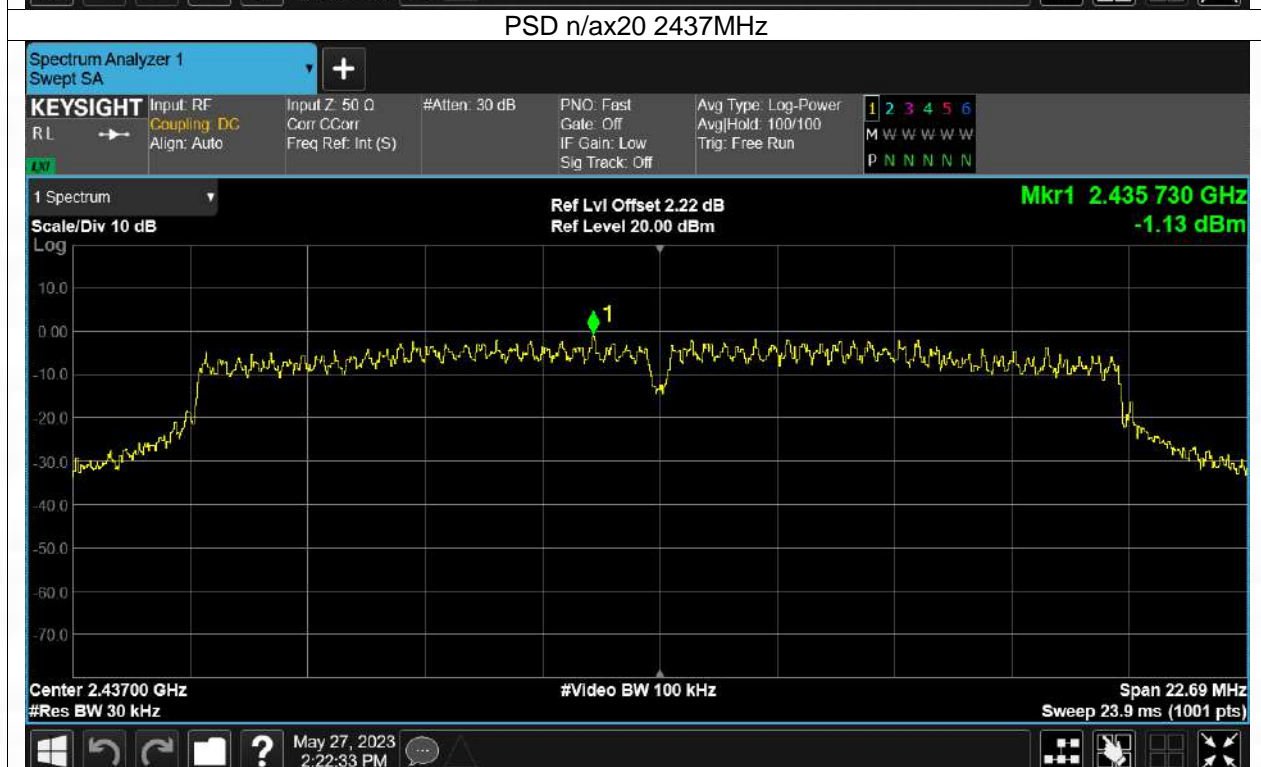 PSD n/ax20 2437MHz
Spectrum Analyzer 1
Swept SA
+
KEYSIGHT Input: RF Input Z: 50 Ω #Atten: 30 dB PNO: Fast Avg Type: Log-Power 1 2 3 4 5 6
RL Coupling: DC Corr CCorr Gate: Off Avg|Hold: 100/100 M W W W W W
Align: Auto Freq Ref: Int (S) IF Gain: Low Trig: Free Run
LXI Sig Track: Off P N N N N N
1 Spectrum Ref Lvl Offset 2.22 dB Mkr1 2.435 730 GHz
Scale/Div 10 dB Ref Level 20.00 dBm -1.13 dBm
Log
10.0
1
0.00
-10.0
-20.0
-30.0
-40.0
-50.0
-60.0
-70.0
Center 2.43700 GHz #Video BW 100 kHz Span 22.69 MHz
#Res BW 30 kHz Sweep 23.9 ms (1001 pts)
? May 27, 2023
2:22:33 PM